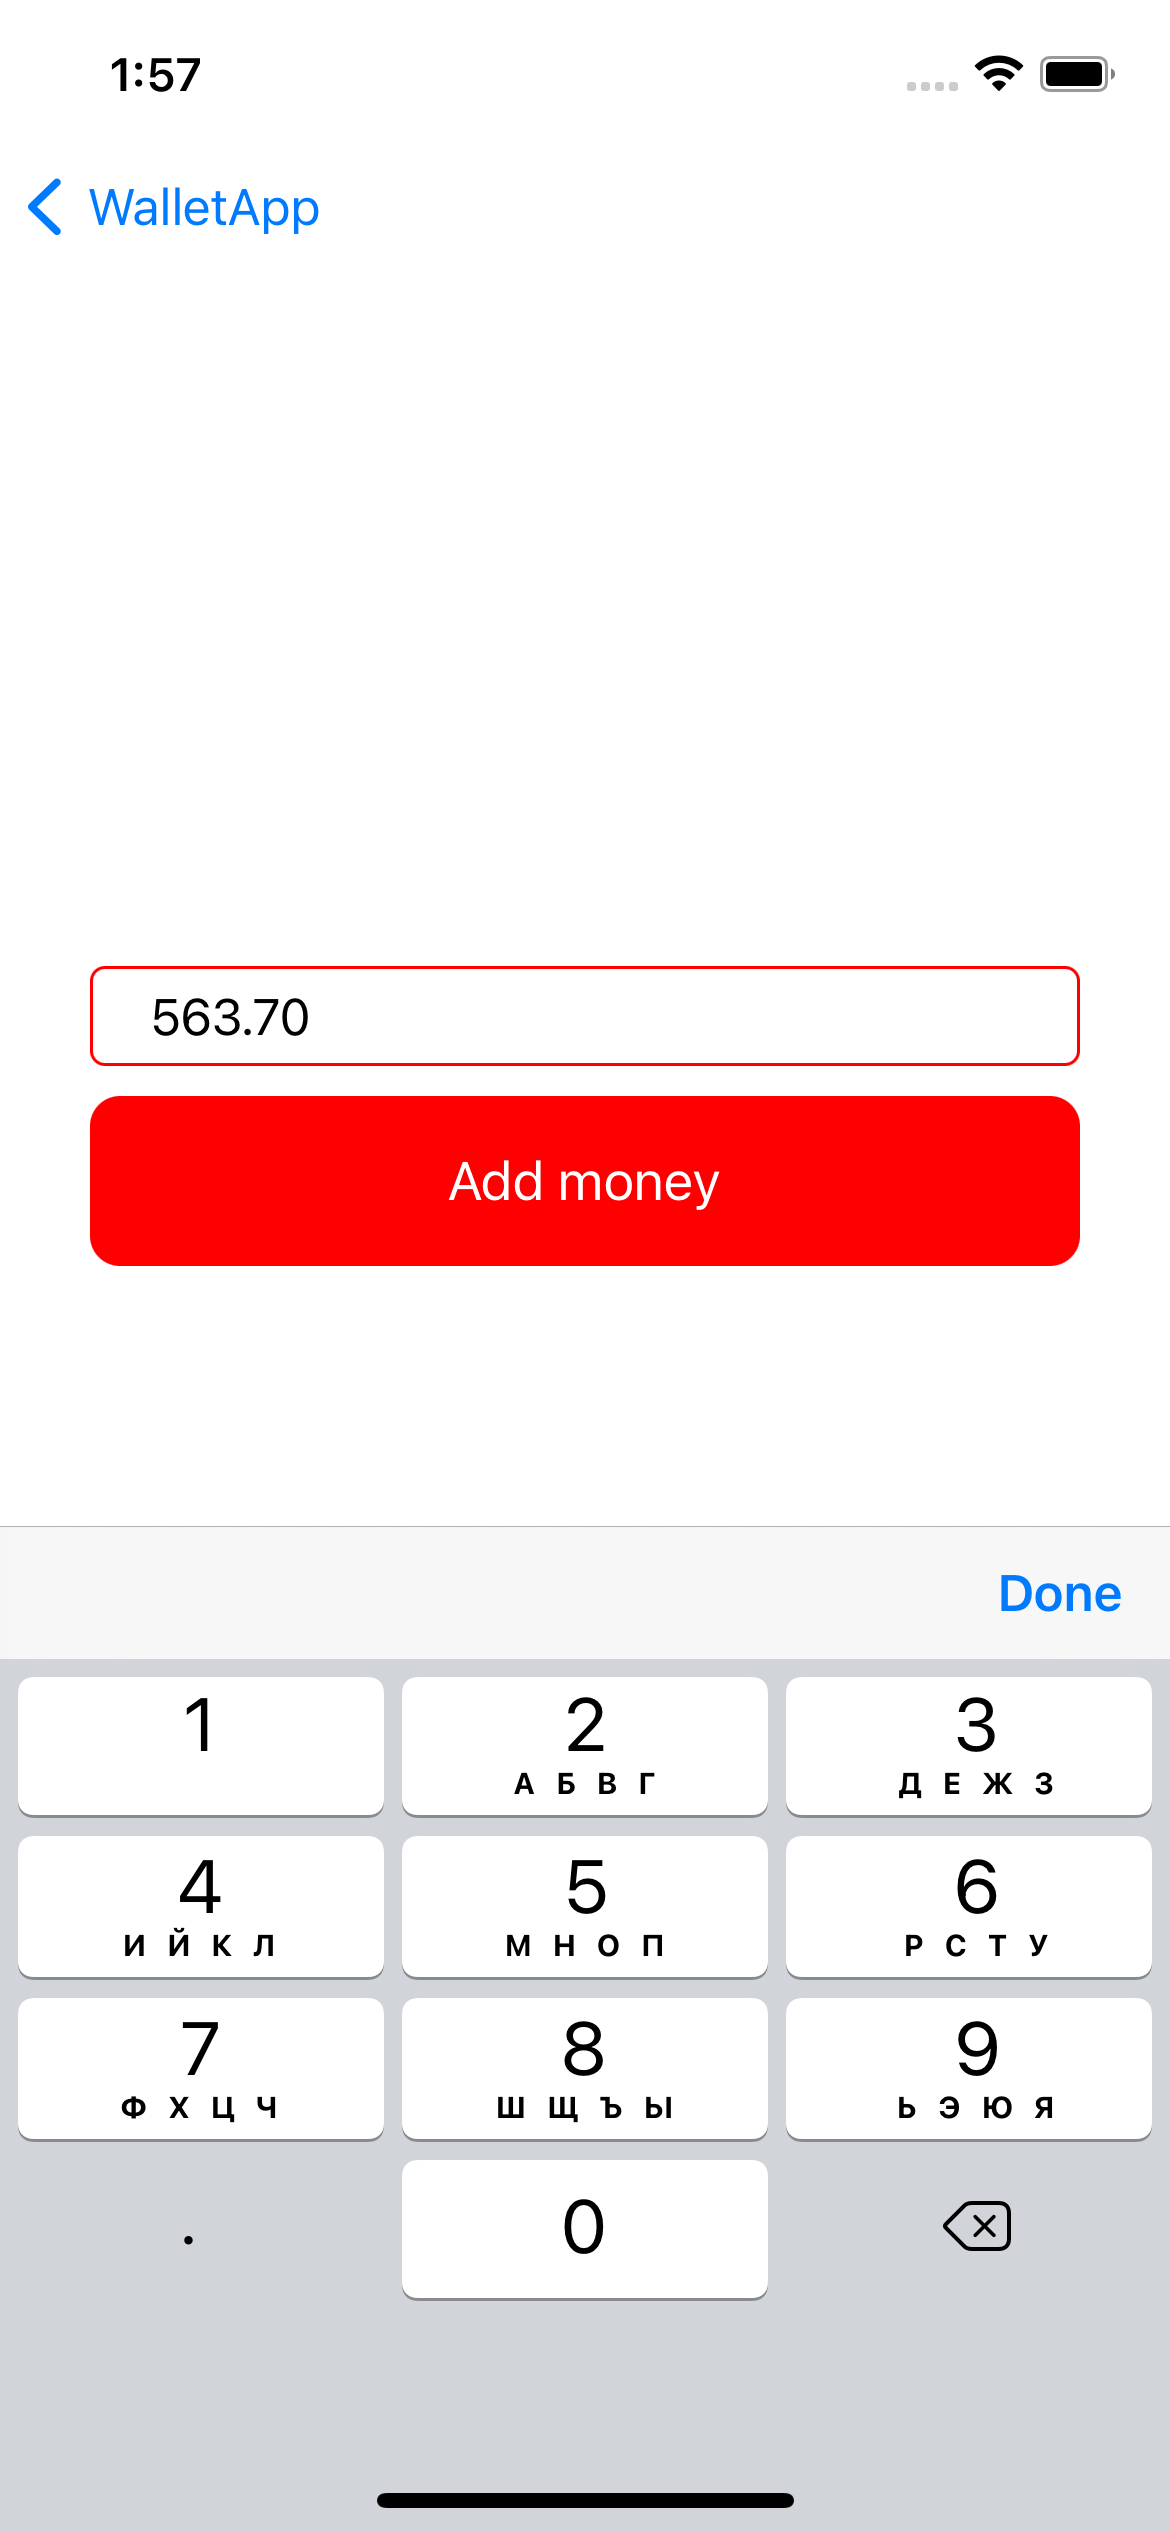 1:57
WalletApp
563.70
Add money
Done
1 2 3
А Б В Г Д Е Ж З
4 5 6
И Й К Л М Н О П Р С Т У
7 8 9
Ф Х Ц Ч Ш Щ Ъ Ы Ь Э Ю Я
. 0